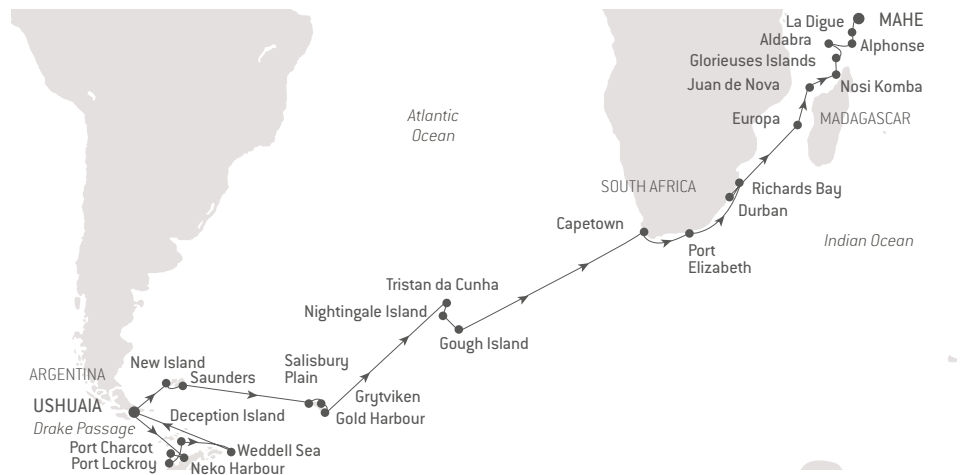 La Digue
MAHE
Aldabra
Alphonse
Glorieuses Islands
Juan de Nova
Nosi Komba
Europa
MADAGASCAR
Atlantic
Ocean
SOUTH AFRICA
Richards Bay
Durban
Capetown
Indian Ocean
Port
Elizabeth
Tristan da Cunha
Nightingale Island
Gough Island
New Island
Salisbury
Plain
ARGENTINA
Saunders
Grytviken
USHUAIA
Deception Island
Gold Harbour
Drake Passage
Port Charcot
Weddell Sea
Port Lockroy
Neko Harbour